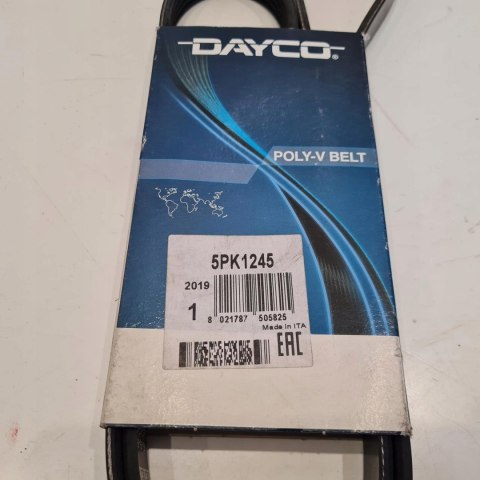 DAYCO®
POLY-V BELT
5PK1245
2019
1
8 021787 505825
Made in ITA
EAC